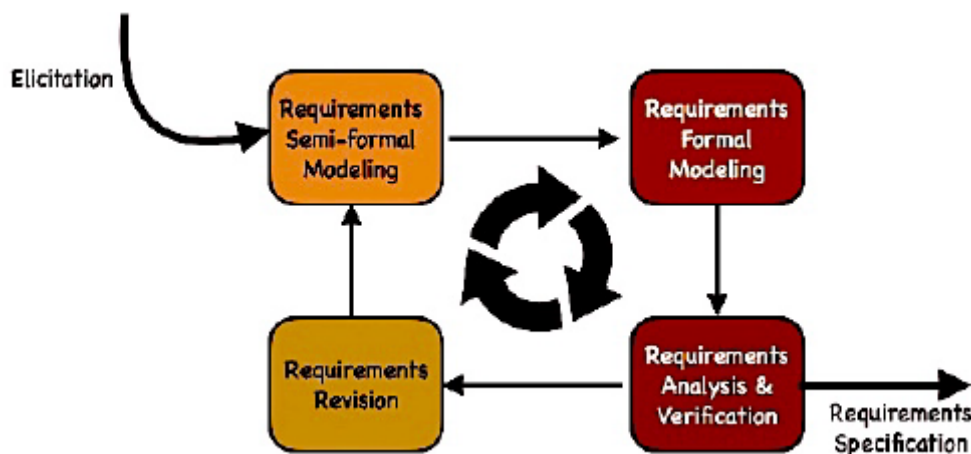 Elicitation
Requirements
Semi-formal
Modeling
Requirements
Formal
Modeling
Requirements
Revision
Requirements
Analysis &
Verification
Requirements
Specification